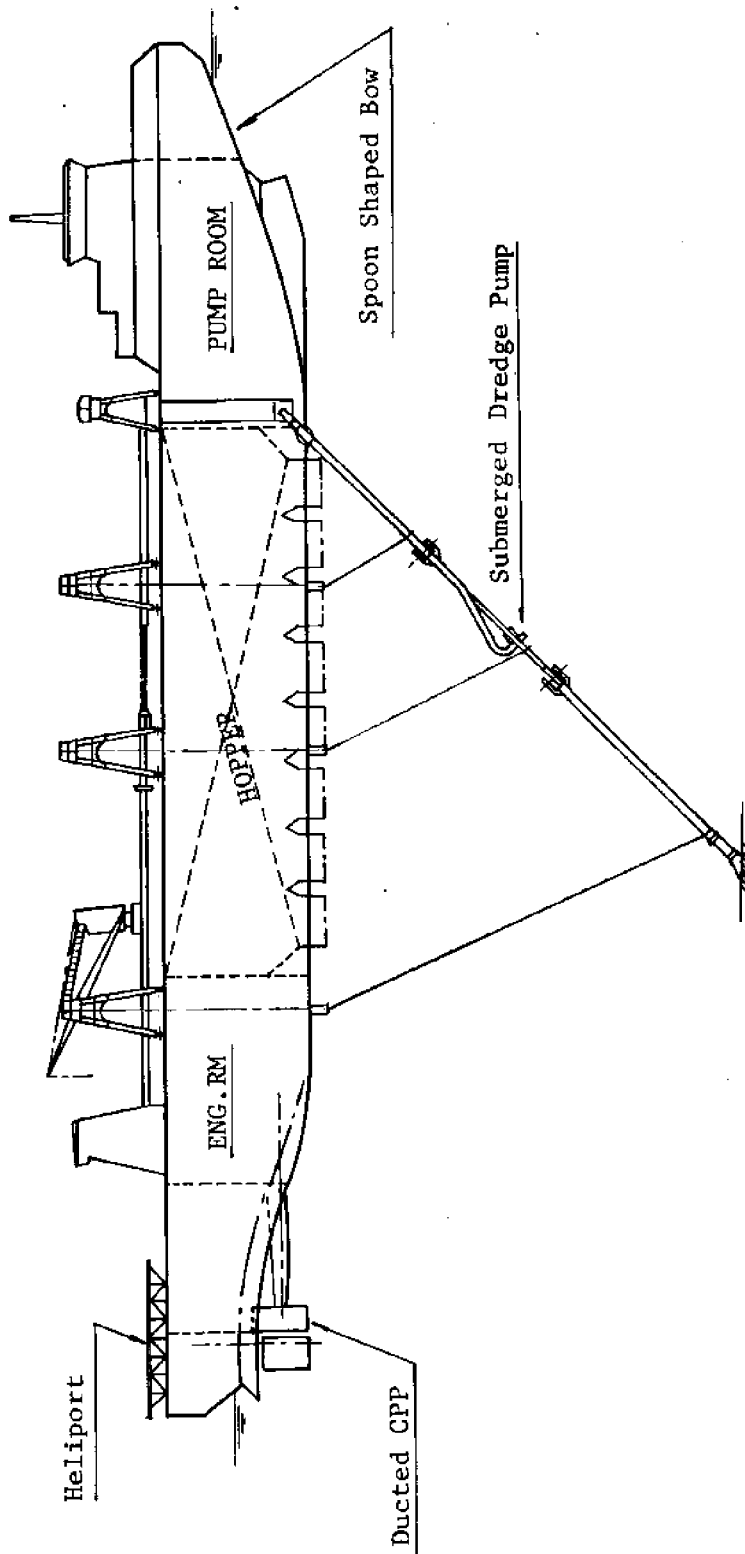 Heliport
Ducted CPP
ENG.RM
HOPPER
PUMP ROOM
Submerged Dredge Pump
Spoon Shaped Bow